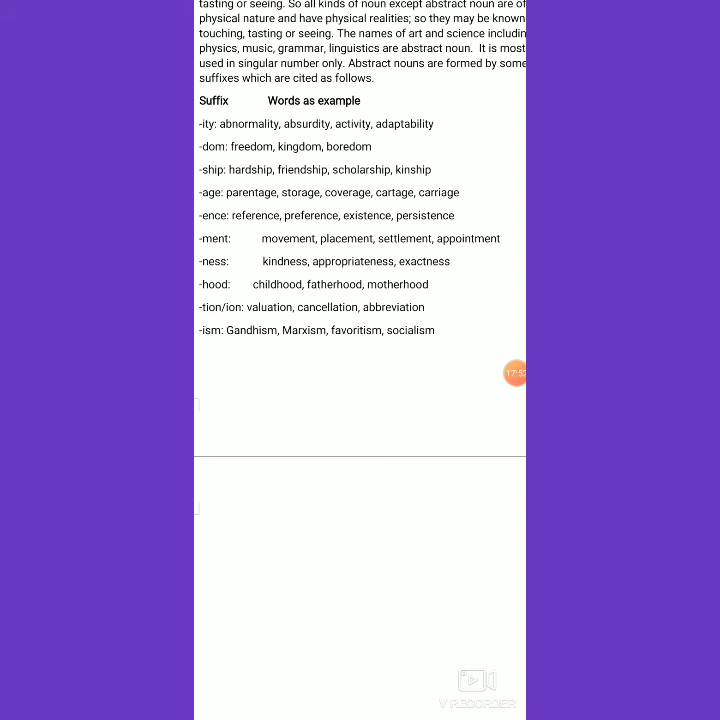 tasting or seeing. So all kinds of noun except abstract noun are of
physical nature and have physical realities; so they may be known
touching, tasting or seeing. The names of art and science includin
physics, music, grammar, linguistics are abstract noun. It is most
used in singular number only. Abstract nouns are formed by some
suffixes which are cited as follows.
Suffix Words as example
-ity: abnormality, absurdity, activity, adaptability
-dom: freedom, kingdom, boredom
-ship: hardship, friendship, scholarship, kinship
-age: parentage, storage, coverage, cartage, carriage
-ence: reference, preference, existence, persistence
-ment: movement, placement, settlement, appointment
-ness: kindness, appropriateness, exactness
-hood: childhood, fatherhood, motherhood
-tion/ion: valuation, cancellation, abbreviation
-ism: Gandhism, Marxism, favoritism, socialism
V RECORDER